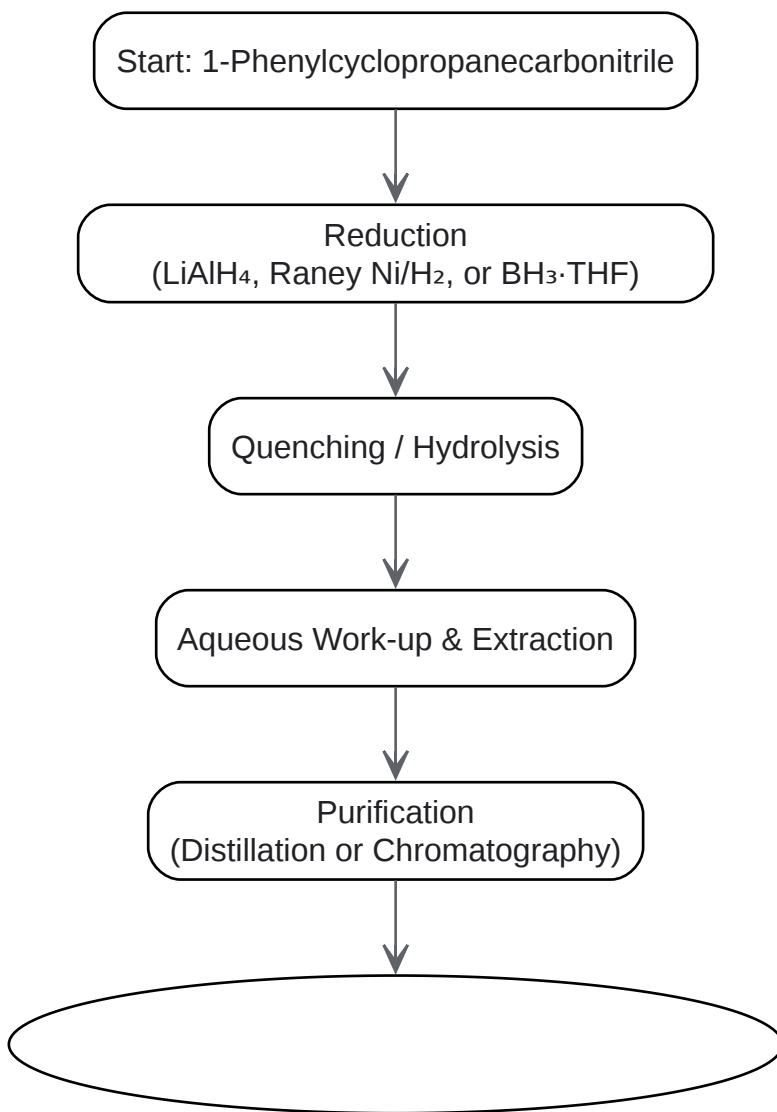 Start: 1-Phenylcyclopropanecarbonitrile
Reduction
(LiAlH₄, Raney Ni/H₂, or BH₃·THF)
Quenching / Hydrolysis
Aqueous Work-up & Extraction
Purification
(Distillation or Chromatography)